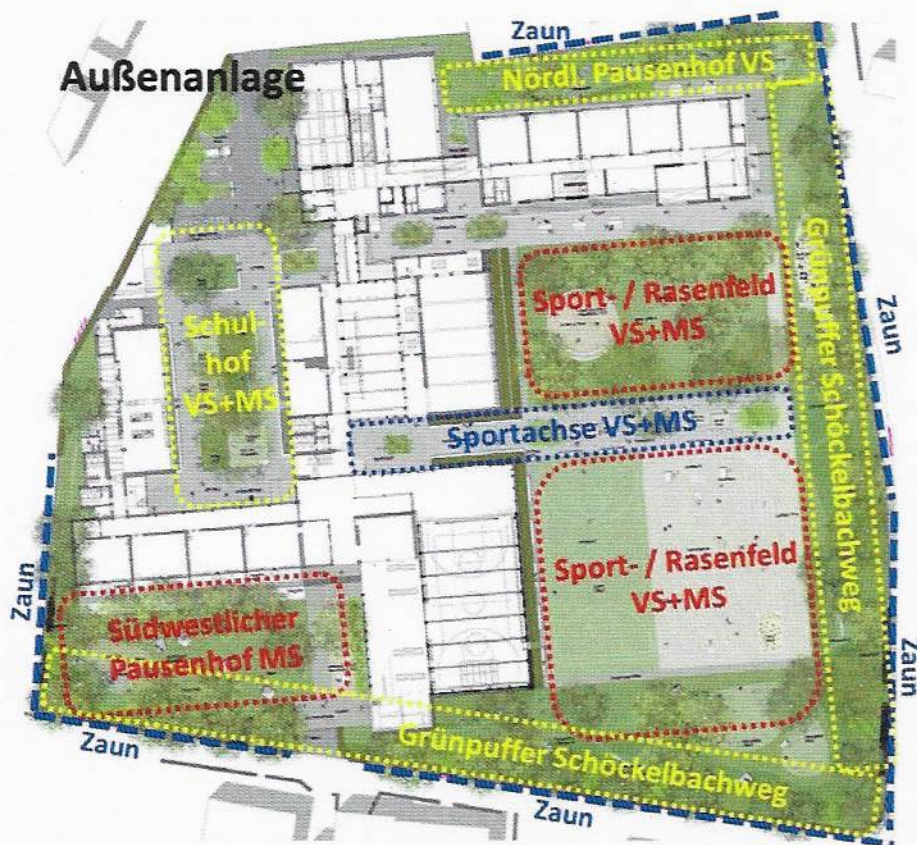 Zaun
Außenanlage
Nördl. Pausenhof VS
Grünpuffer Schöckelbachweg
Schul-
hof
VS+MS
Sport- / Rasenfeld
VS+MS
Zaun
Sportachse VS+MS
Sport- / Rasenfeld
VS+MS
Zaun
Südwestlicher
Pausenhof MS
Zaun
Zaun
Grünpuffer Schöckelbachweg
Zaun